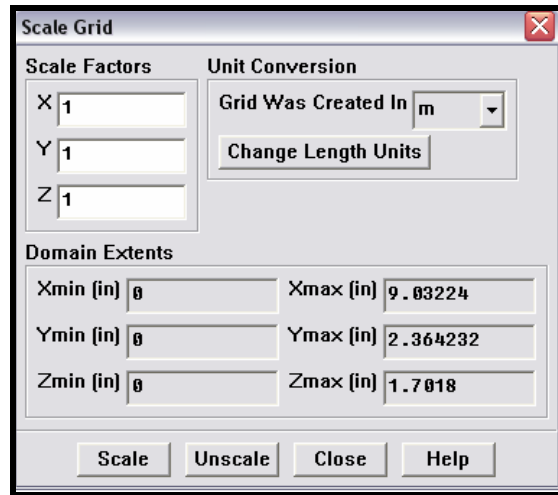 Scale Grid
Scale Factors Unit Conversion
X 1 Grid Was Created In m
Y 1 Change Length Units
Z 1
Domain Extents
Xmin (in) 0 Xmax (in) 9.03224
Ymin (in) 0 Ymax (in) 2.364232
Zmin (in) 0 Zmax (in) 1.7018
Scale Unscale Close Help